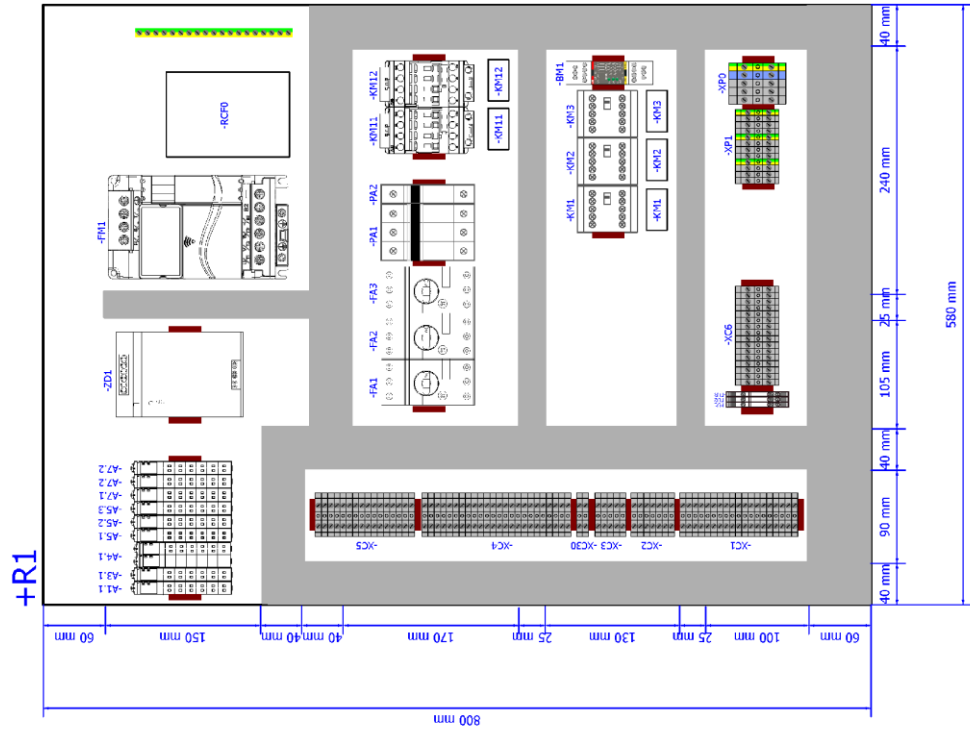 +R1
-RCF0
-FM1
-ZD1
-A7.2
-A7.2
-A7.1
-A5.3
-A5.2
-A5.1
-A4.1
-A3.1
-A1.1
-KM12
-KM11
-KM12
-KM11
-PA2
-PA1
-FA3
-FA2
-FA1
-BM1
-KM3
-KM2
-KM1
-KM3
-KM2
-KM1
-XP0
-XP1
-XC6
-XC5
-XC4
-XC30
-XC3
-XC2
-XC1
40 mm
240 mm
25 mm
105 mm
40 mm
90 mm
40 mm
580 mm
60 mm
150 mm
40 mm
40 mm
170 mm
25 mm
130 mm
25 mm
100 mm
60 mm
800 mm